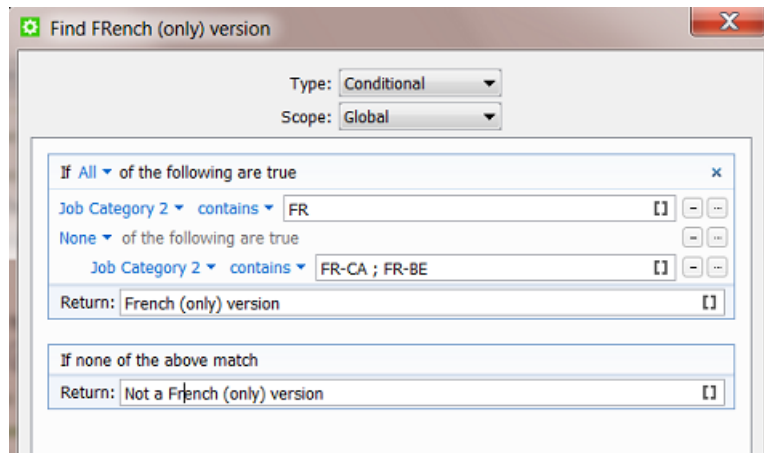 Find FRench (only) version
Type: Conditional
Scope: Global
If All of the following are true
Job Category 2 contains FR
None of the following are true
Job Category 2 contains FR-CA ; FR-BE
Return: French (only) version
If none of the above match
Return: Not a French (only) version